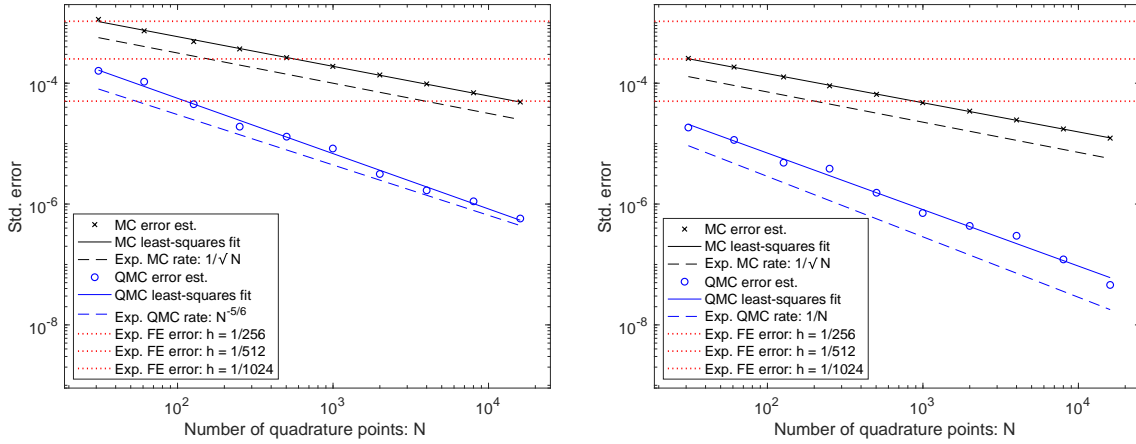 10^-4
10^-6
10^-8
Std. error
MC error est.
MC least-squares fit
Exp. MC rate: 1/√ N
QMC error est.
QMC least-squares fit
Exp. QMC rate: N^-5/6
Exp. FE error: h = 1/256
Exp. FE error: h = 1/512
Exp. FE error: h = 1/1024
10^2 10^3 10^4
Number of quadrature points: N
10^-4
10^-6
10^-8
Std. error
MC error est.
MC least-squares fit
Exp. MC rate: 1/√ N
QMC error est.
QMC least-squares fit
Exp. QMC rate: 1/N
Exp. FE error: h = 1/256
Exp. FE error: h = 1/512
Exp. FE error: h = 1/1024
10^2 10^3 10^4
Number of quadrature points: N